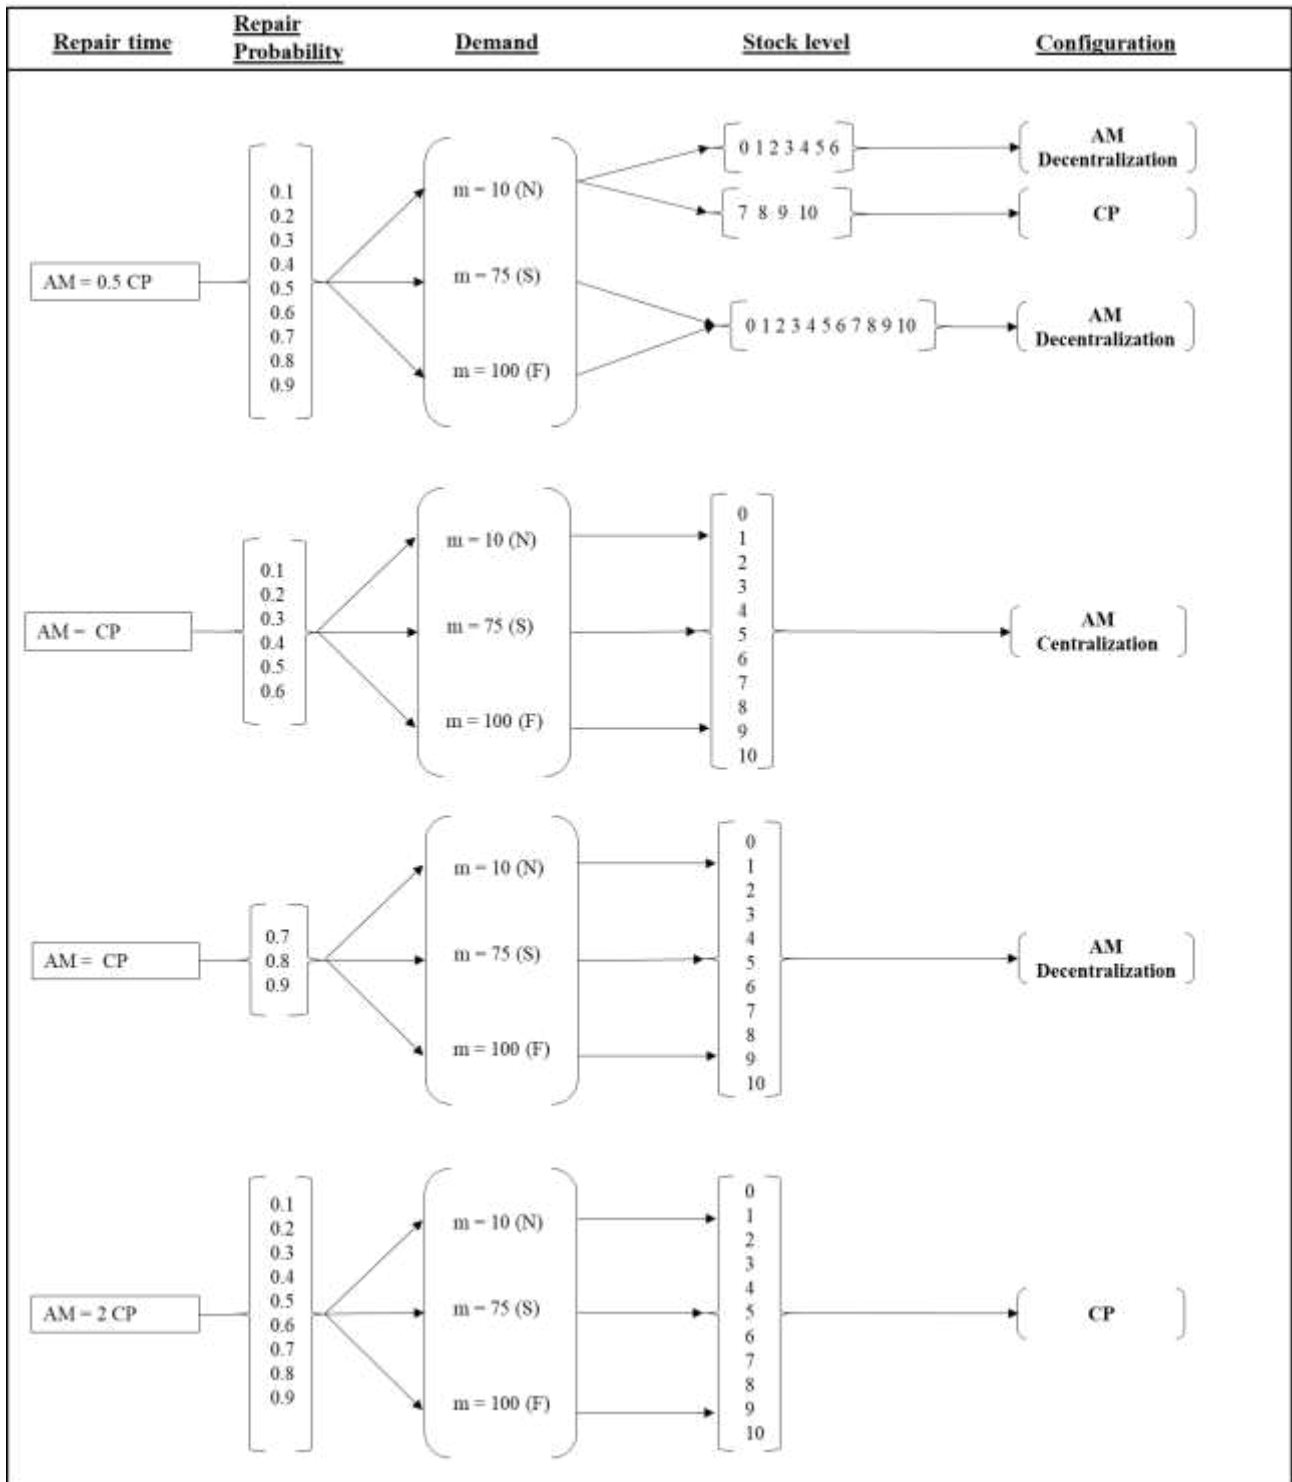 Repair time
Repair
Probability
Demand
Stock level
Configuration
AM = 0.5 CP
0.1
0.2
0.3
0.4
0.5
0.6
0.7
0.8
0.9
m = 10 (N)
m = 75 (S)
m = 100 (F)
0 1 2 3 4 5 6
7 8 9 10
0 1 2 3 4 5 6 7 8 9 10
AM
Decentralization
CP
AM
Decentralization
AM = CP
0.1
0.2
0.3
0.4
0.5
0.6
m = 10 (N)
m = 75 (S)
m = 100 (F)
0
1
2
3
4
5
6
7
8
9
10
AM
Centralization
AM = CP
0.7
0.8
0.9
m = 10 (N)
m = 75 (S)
m = 100 (F)
0
1
2
3
4
5
6
7
8
9
10
AM
Decentralization
AM = 2 CP
0.1
0.2
0.3
0.4
0.5
0.6
0.7
0.8
0.9
m = 10 (N)
m = 75 (S)
m = 100 (F)
0
1
2
3
4
5
6
7
8
9
10
CP